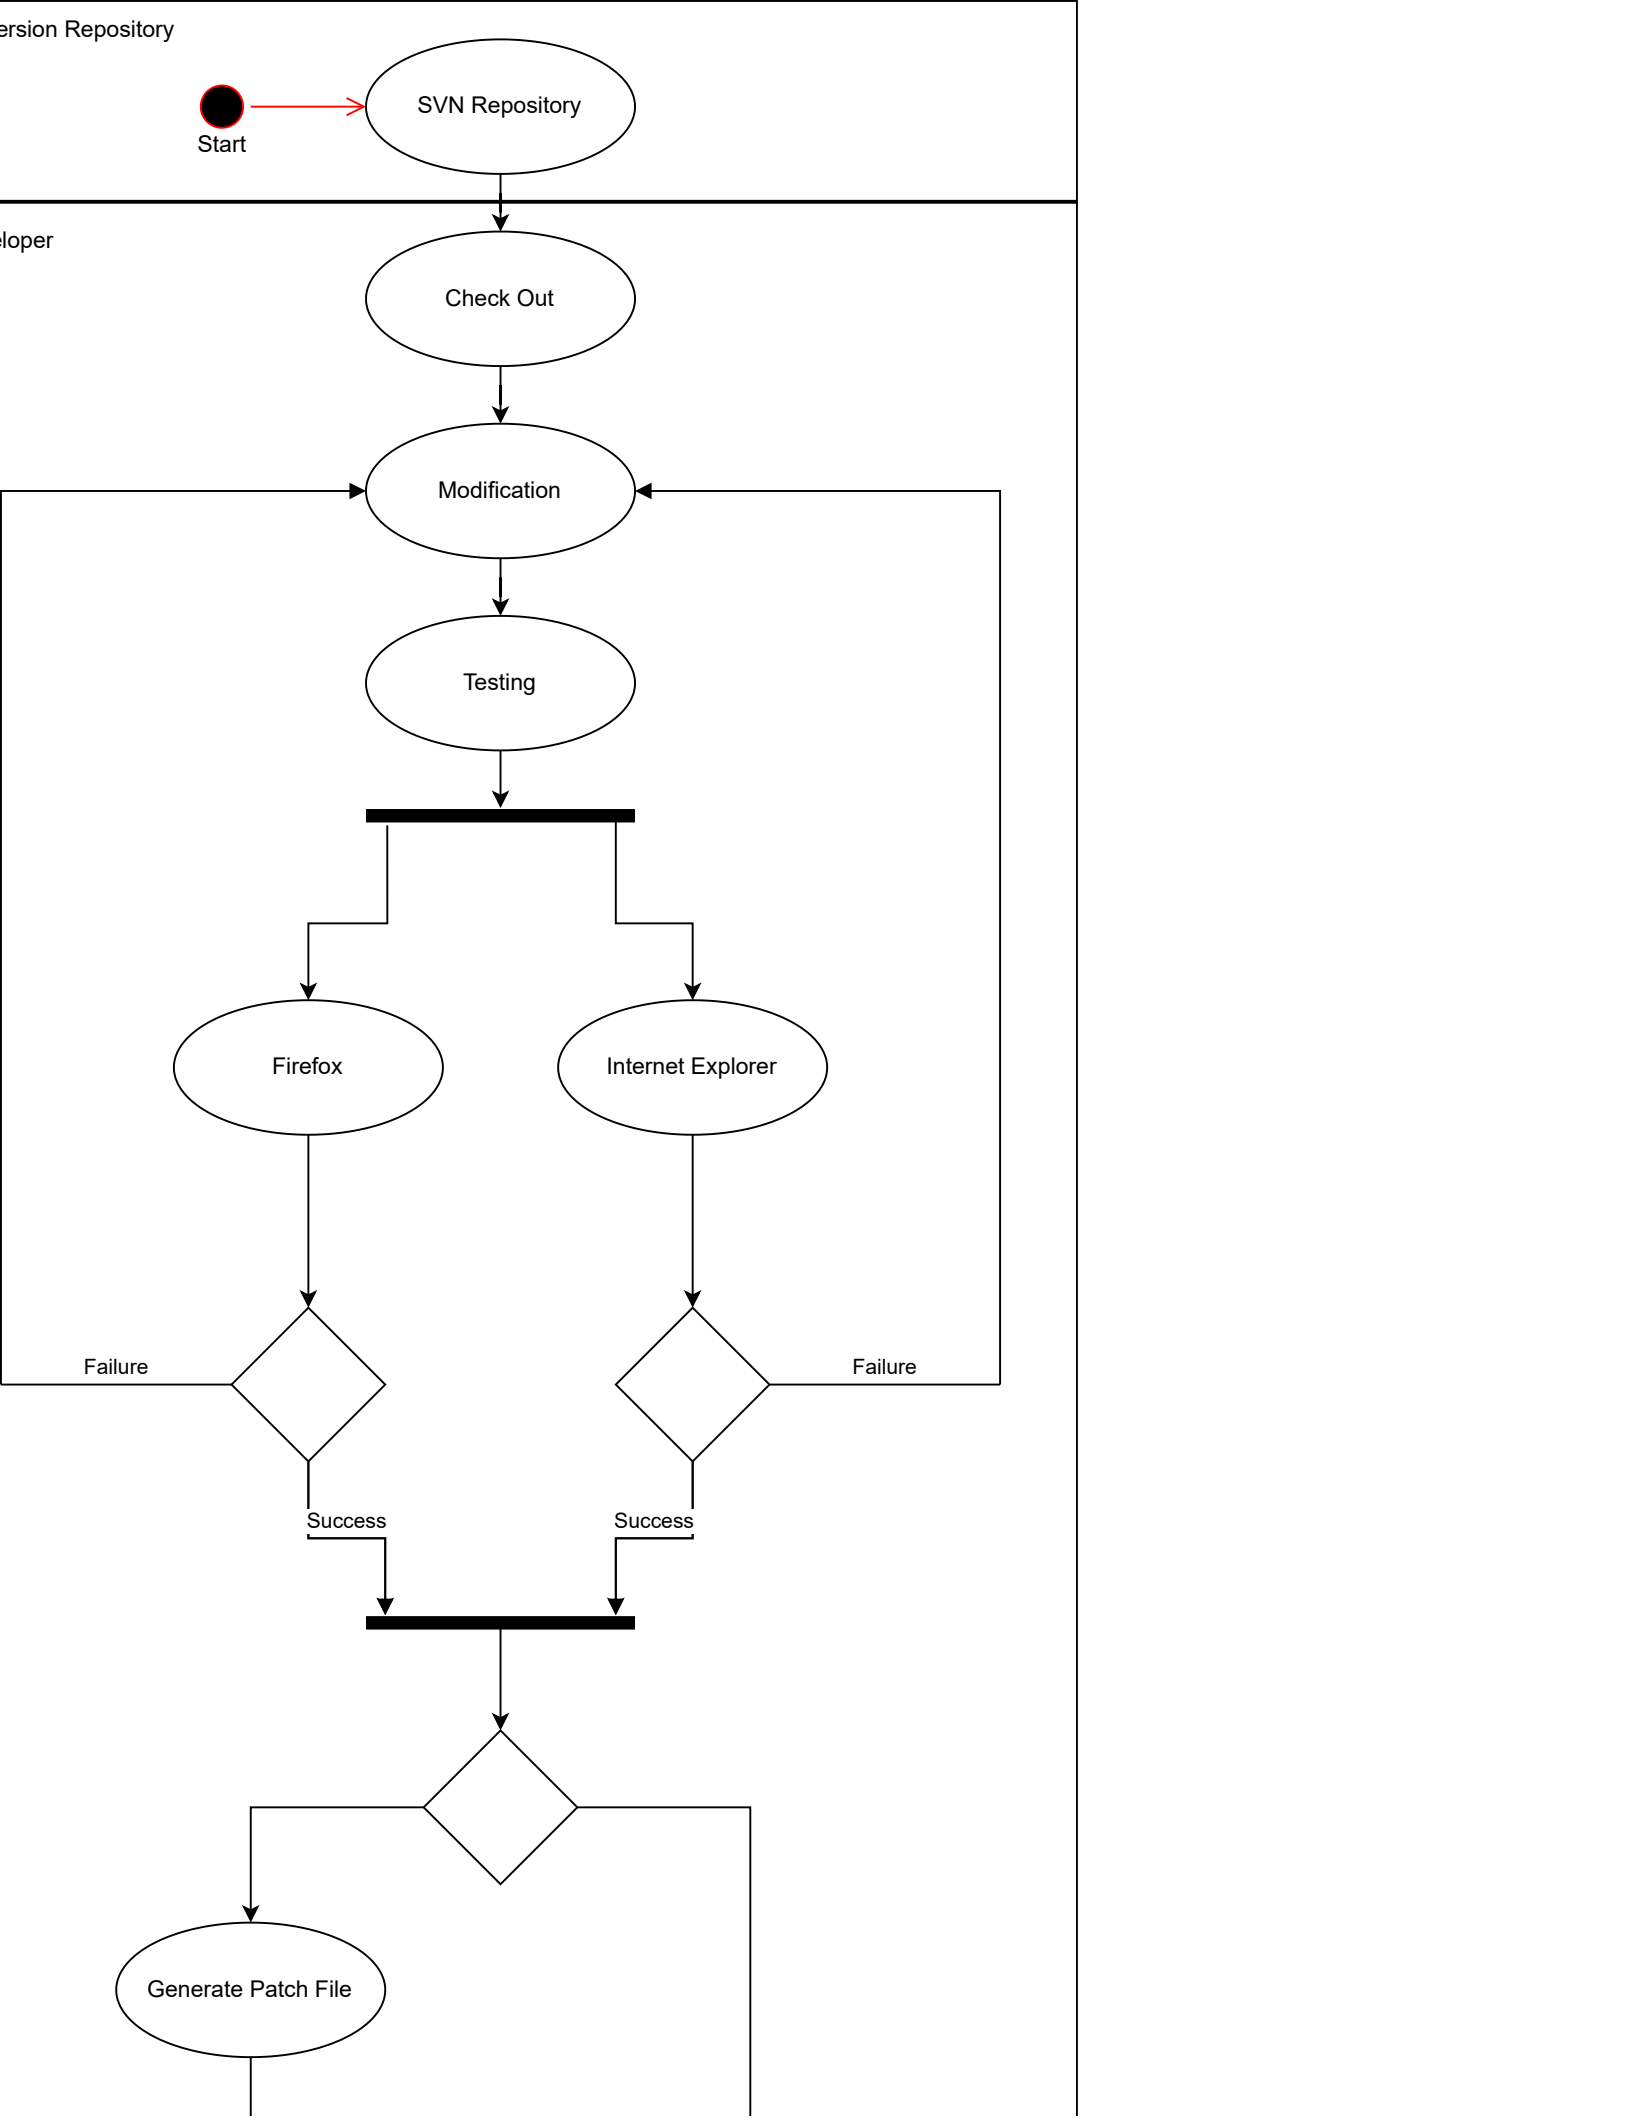 ersion Repository
SVN Repository
Start
eloper
Check Out
Modification
Testing
Firefox
Internet Explorer
Failure
Failure
Success
Success
Generate Patch File